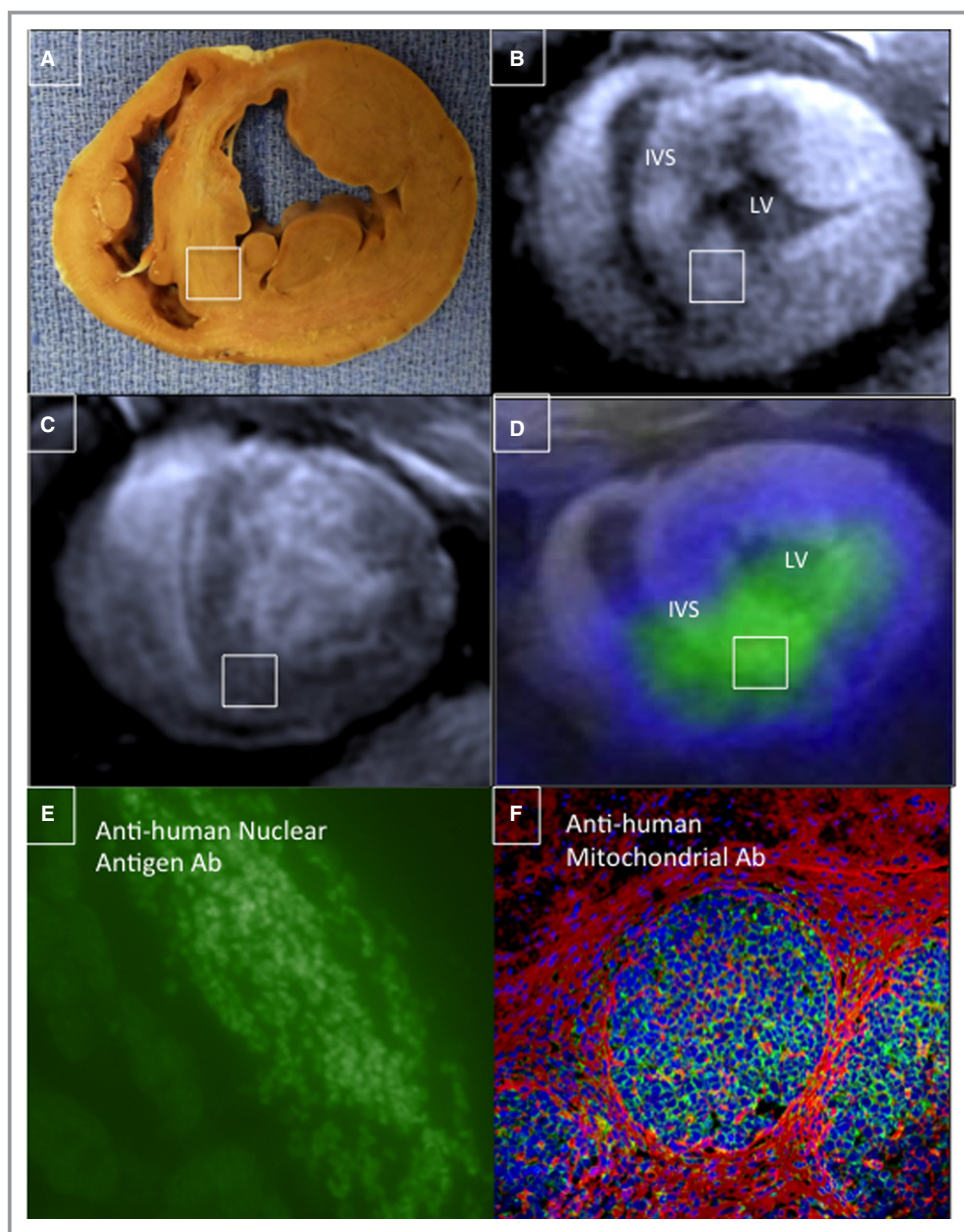 A
B
IVS
LV
C
D
LV
IVS
E
Anti-human Nuclear
Antigen Ab
F
Anti-human
Mitochondrial Ab